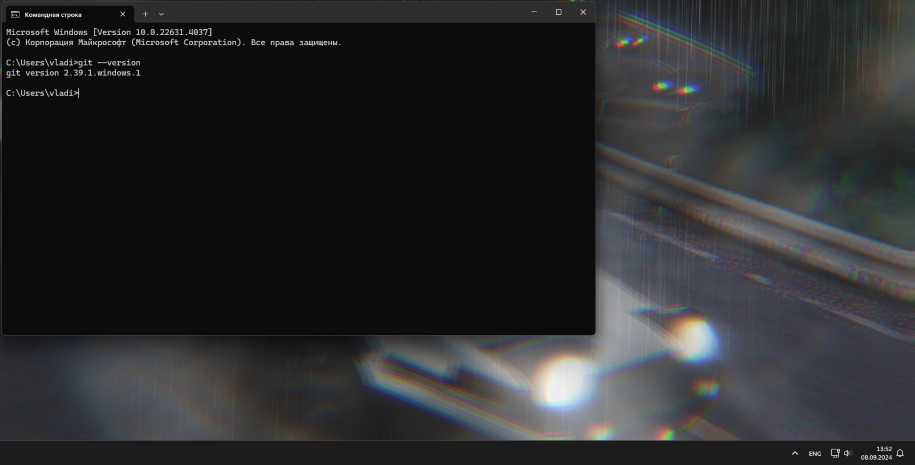 Командная строка
Microsoft Windows [Version 10.0.22631.4037]
(c) Корпорация Майкрософт (Microsoft Corporation). Все права защищены.
C:\Users\vladi>git --version
git version 2.39.1.windows.1
C:\Users\vladi>
ENG
13:52
08.09.2024